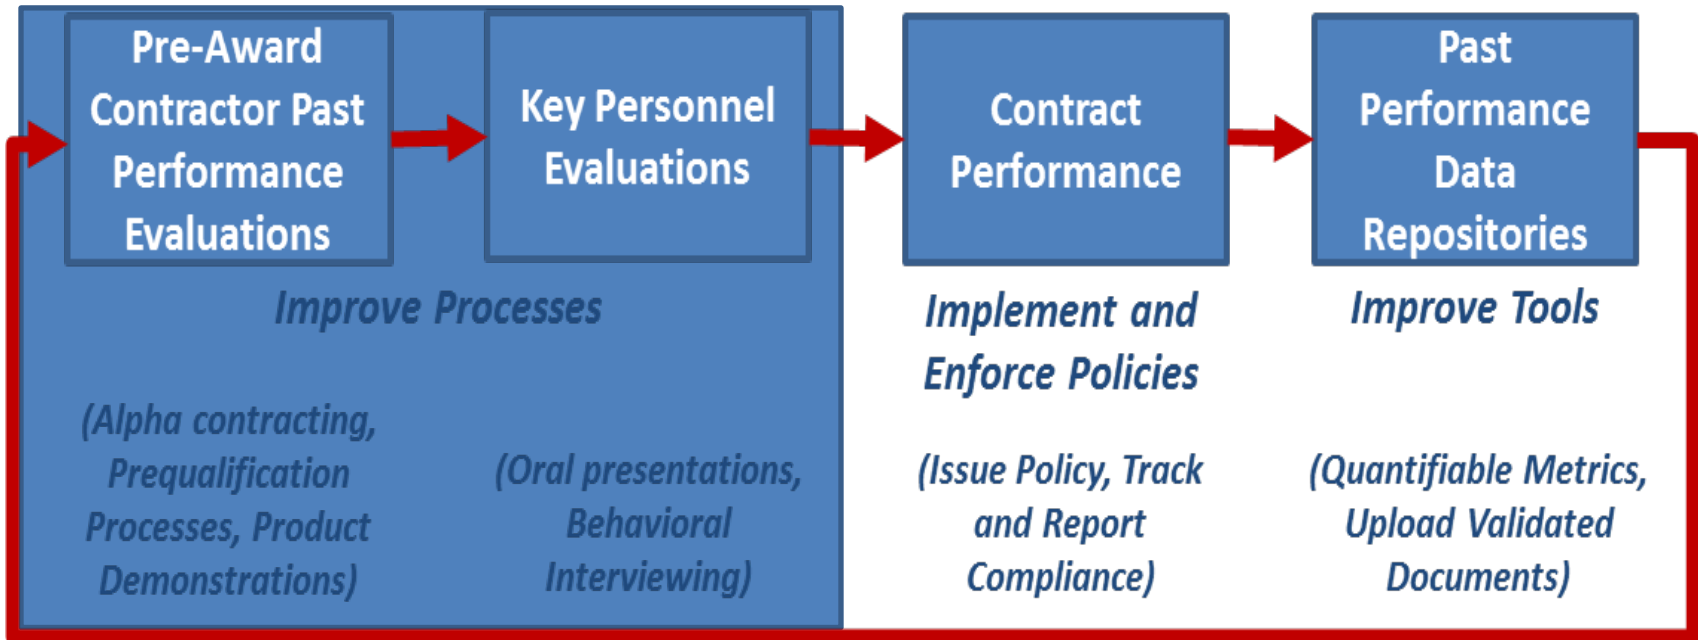 Pre-Award
Contractor Past
Performance
Evaluations
Key Personnel
Evaluations
Contract
Performance
Past
Performance
Data
Repositories
Improve Processes
Implement and
Enforce Policies
Improve Tools
(Alpha contracting,
Prequalification
Processes, Product
Demonstrations)
(Oral presentations,
Behavioral
Interviewing)
(Issue Policy, Track
and Report
Compliance)
(Quantifiable Metrics,
Upload Validated
Documents)